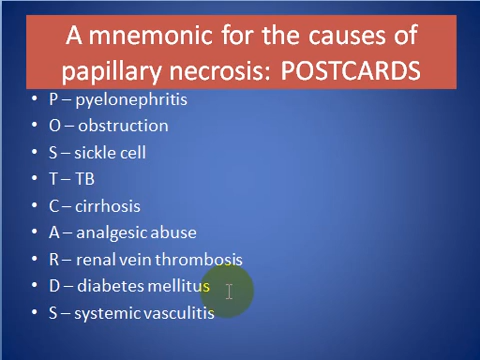 A mnemonic for the causes of
papillary necrosis: POSTCARDS
• P – pyelonephritis
• O – obstruction
• S – sickle cell
• T – TB
• C – cirrhosis
• A – analgesic abuse
• R – renal vein thrombosis
• D – diabetes mellitus
• S – systemic vasculitis